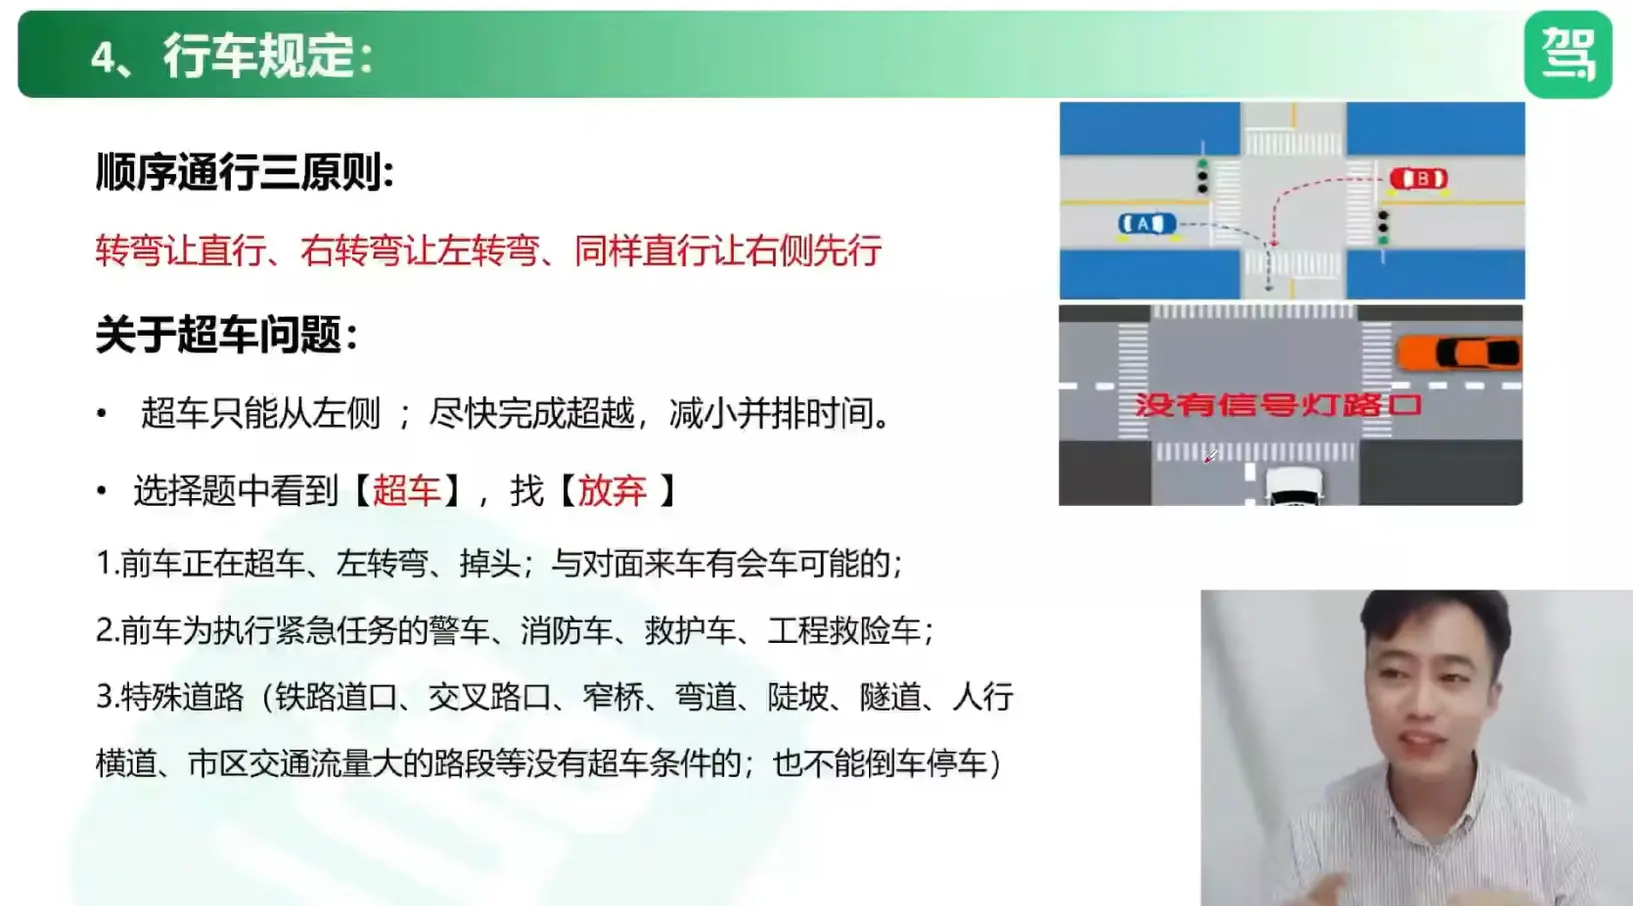 4、行车规定：
驾
顺序通行三原则：
转弯让直行、右转弯让左转弯、同样直行让右侧先行
关于超车问题：
• 超车只能从左侧 ；尽快完成超越，减小并排时间。
• 选择题中看到【超车】，找【放弃 】
1.前车正在超车、左转弯、掉头；与对面来车有会车可能的；
2.前车为执行紧急任务的警车、消防车、救护车、工程救险车；
3.特殊道路（铁路道口、交叉路口、窄桥、弯道、陡坡、隧道、人行
横道、市区交通流量大的路段等没有超车条件的；也不能倒车停车）
B
A
没有信号灯路口